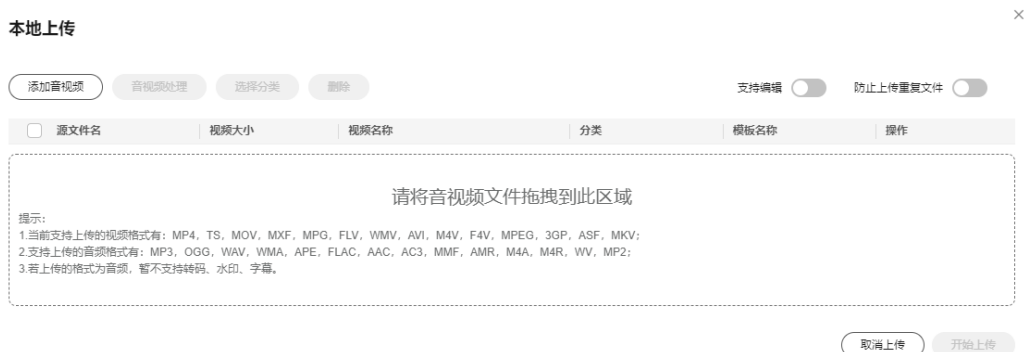 本地上传
添加音视频 音视频处理 选择分类 删除 支持编辑 防止上传重复文件
源文件名 视频大小 视频名称 分类 模板名称 操作
请将音视频文件拖拽到此区域
提示：
1.当前支持上传的视频格式有：MP4，TS，MOV，MXF，MPG，FLV，WMV，AVI，M4V，F4V，MPEG，3GP，ASF，MKV；
2.支持上传的音频格式有：MP3，OGG，WAV，WMA，APE，FLAC，AAC，AC3，MMF，AMR，M4A，M4R，WV，MP2；
3.若上传的格式为音频，暂不支持转码、水印、字幕。
取消上传 开始上传